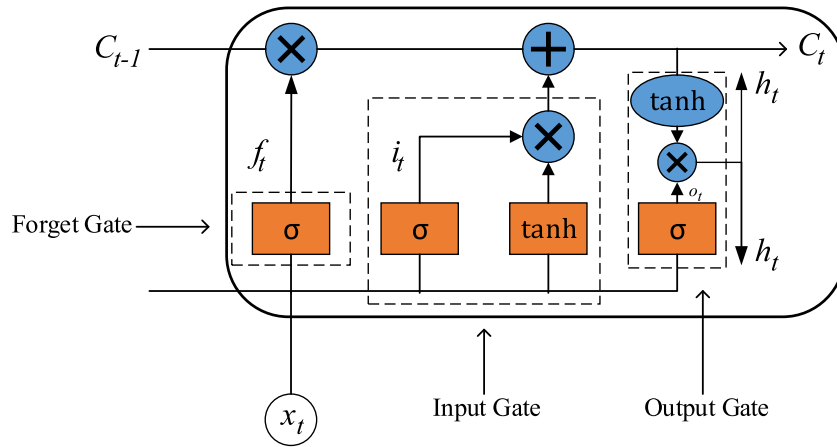 C_{t-1}
×
+
C_t
tanh
h_t
f_t
i_t
×
×
o_t
Forget Gate
σ
σ
tanh
σ
h_t
x_t
Input Gate
Output Gate